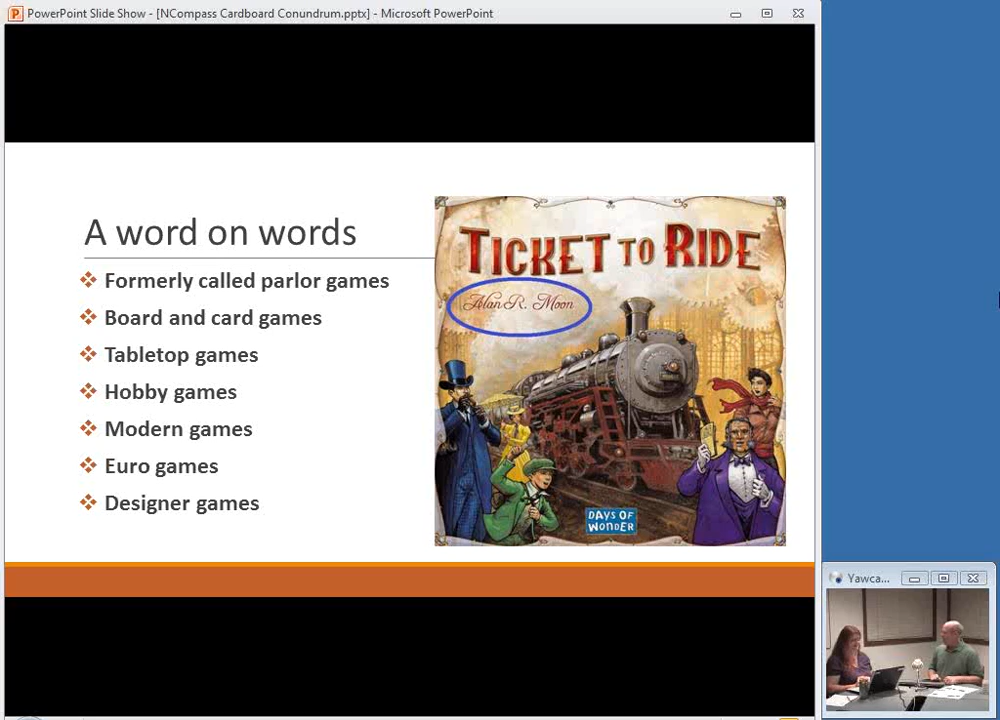 PowerPoint Slide Show - [NCompass Cardboard Conundrum.pptx] - Microsoft PowerPoint
A word on words
Formerly called parlor games
Board and card games
Tabletop games
Hobby games
Modern games
Euro games
Designer games
TICKET TO RIDE
Alan R. Moon
DAYS OF
WONDER
Yawca...